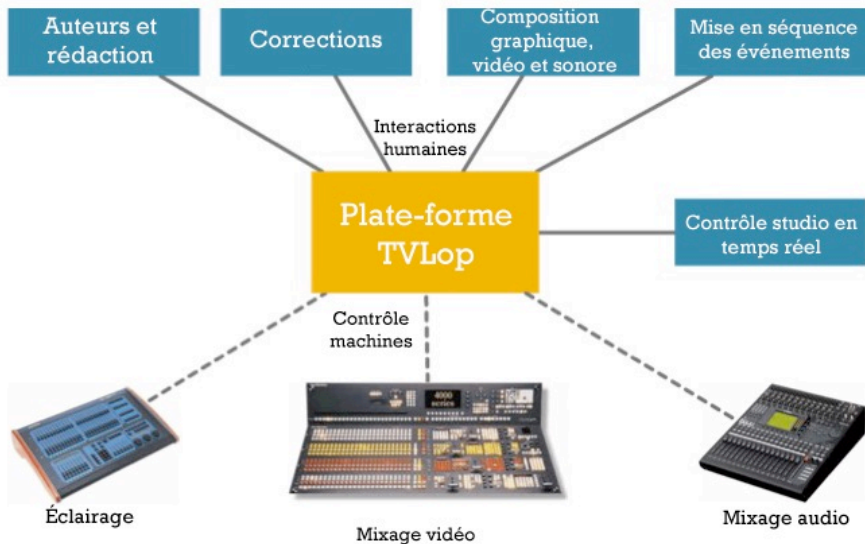 Auteurs et
rédaction
Corrections
Composition
graphique,
vidéo et sonore
Mise en séquence
des événements
Interactions
humaines
Plate-forme
TVLop
Contrôle studio en
temps réel
Contrôle
machines
4000
series
Éclairage
Mixage vidéo
Mixage audio